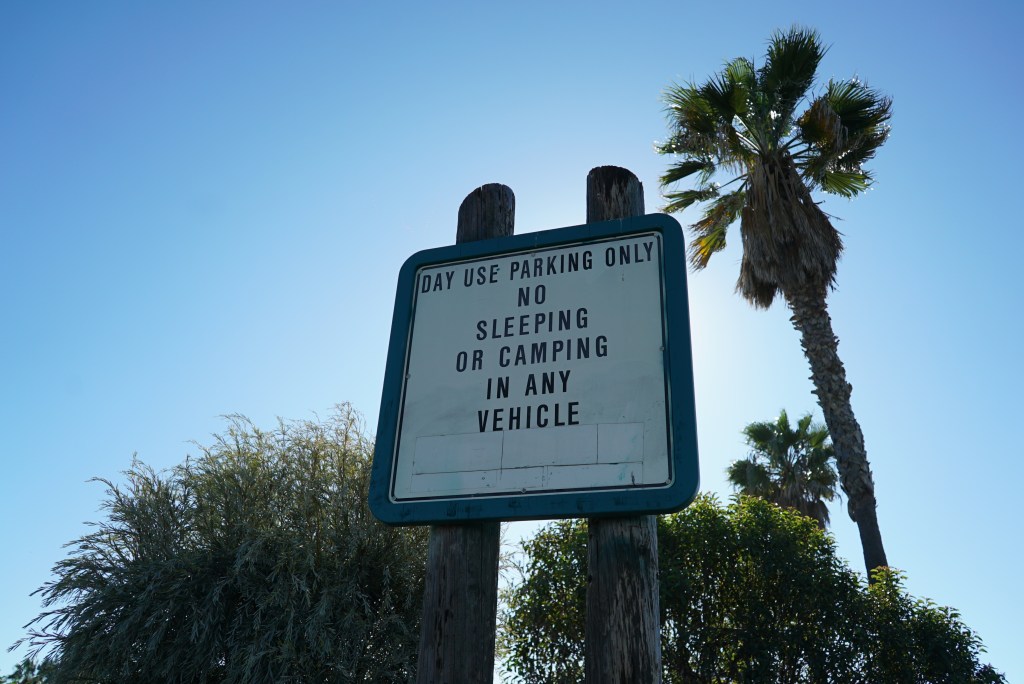 DAY USE PARKING ONLY
NO
SLEEPING
OR CAMPING
IN ANY
VEHICLE